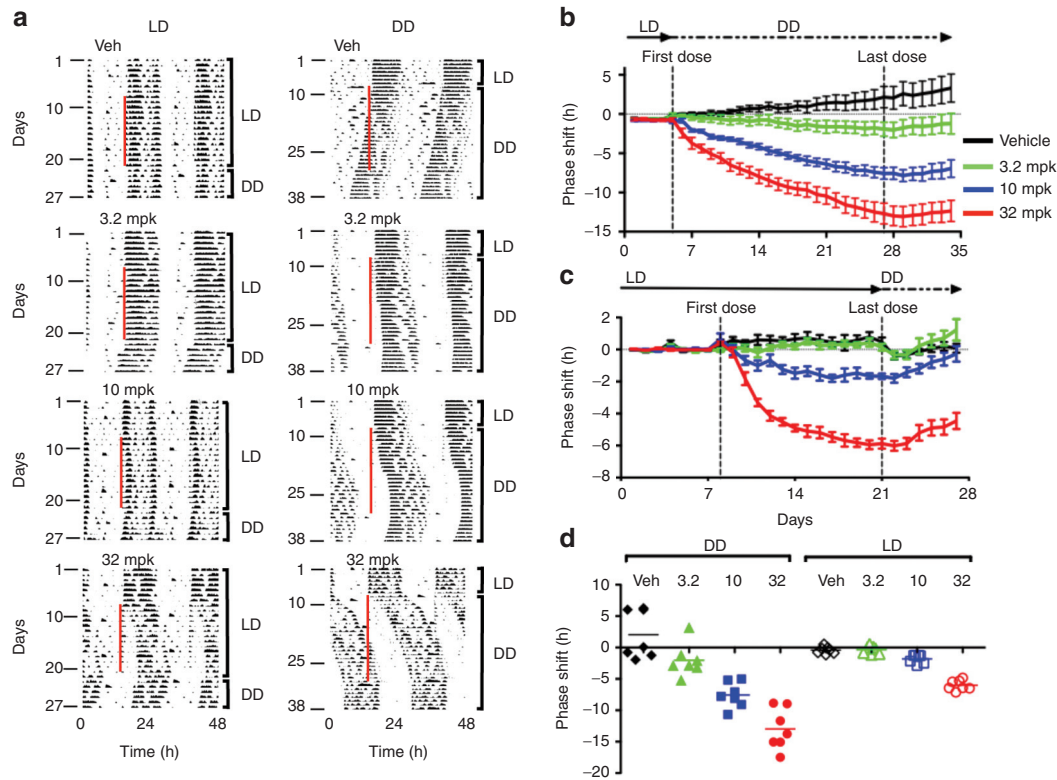 a
LD
DD
Veh
Veh
1
10
20
27
Days
LD
DD
1
10
25
38
LD
DD
3.2 mpk
3.2 mpk
1
10
20
27
Days
LD
DD
1
10
25
38
LD
DD
10 mpk
10 mpk
1
10
20
27
Days
LD
DD
1
10
25
38
LD
DD
32 mpk
32 mpk
1
10
20
27
Days
LD
DD
1
10
25
38
LD
DD
0 24 48
0 24 48
Time (h)
Time (h)
b
LD DD
First dose Last dose
5
0
−5
−10
−15
Phase shift (h)
0 7 14 21 28 35
Vehicle
3.2 mpk
10 mpk
32 mpk
c
LD DD
First dose Last dose
2
0
−2
−4
−6
−8
Phase shift (h)
0 7 14 21 28
Days
d
DD LD
Veh 3.2 10 32 Veh 3.2 10 32
10
5
0
−5
−10
−15
−20
Phase shift (h)